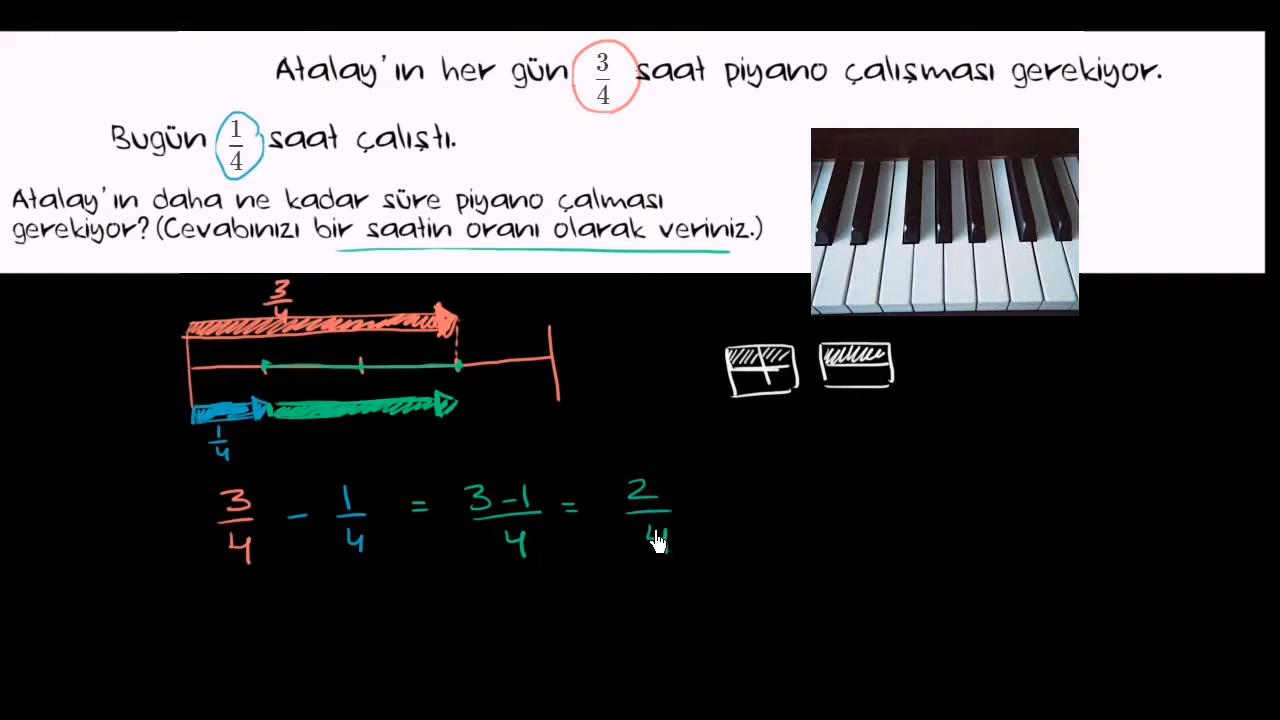 Atalay'ın her gün 3/4 saat piyano çalışması gerekiyor.
Bugün 1/4 saat çalıştı.
Atalay'ın daha ne kadar süre piyano çalması
gerekiyor? (Cevabınızı bir saatin oranı olarak veriniz.)
3/4
1/4
3/4 - 1/4 = 3-1/4 = 2/4